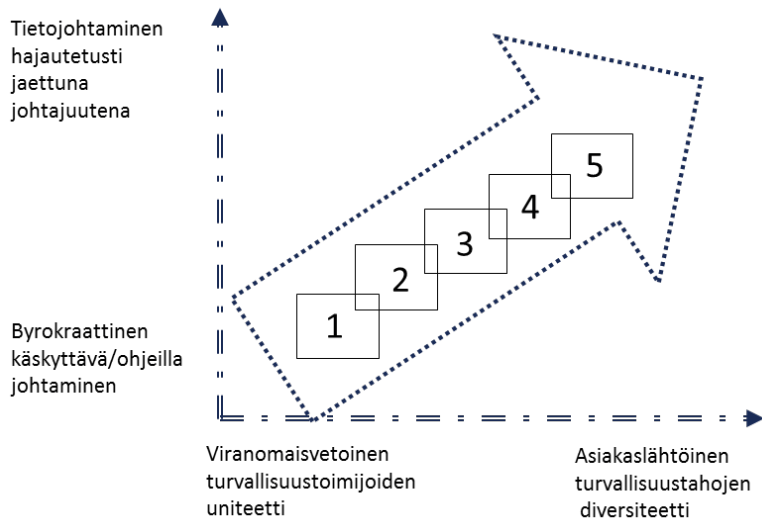 Tietojohtaminen
hajautetusti
jaettuna
johtajuutena
5
4
3
2
1
Byrokraattinen
käskyttävä/ohjeilla
johtaminen
Viranomaisvetoinen
turvallisuustoimijoiden
uniteetti
Asiakaslähtöinen
turvallisuustahojen
diversiteetti